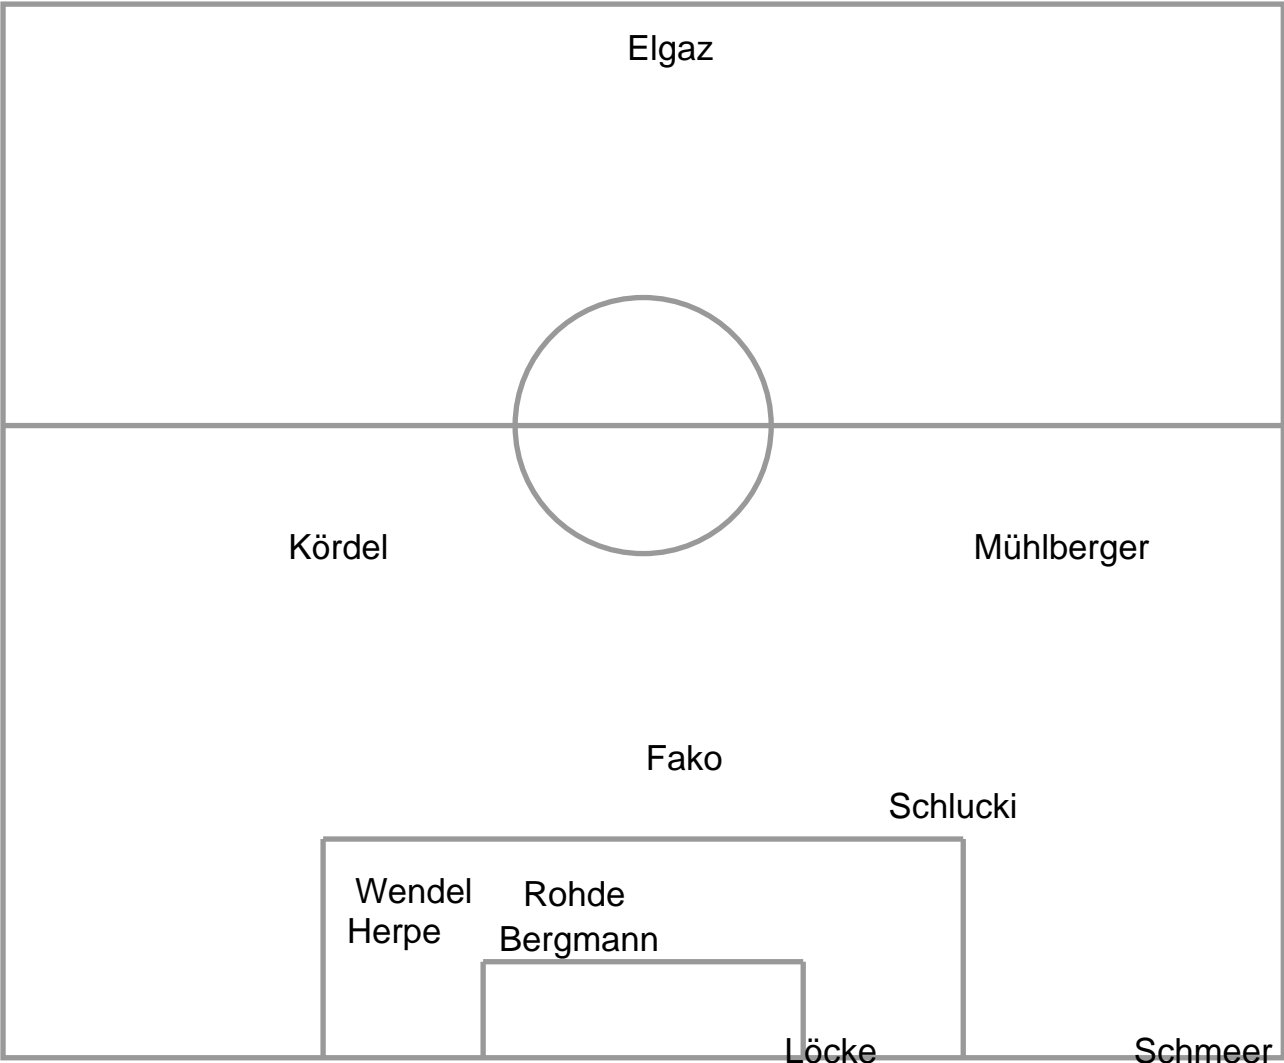 Elgaz
Kördel
Mühlberger
Fako
Schlucki
Wendel
Rohde
Herpe
Bergmann
Löcke
Schmeer